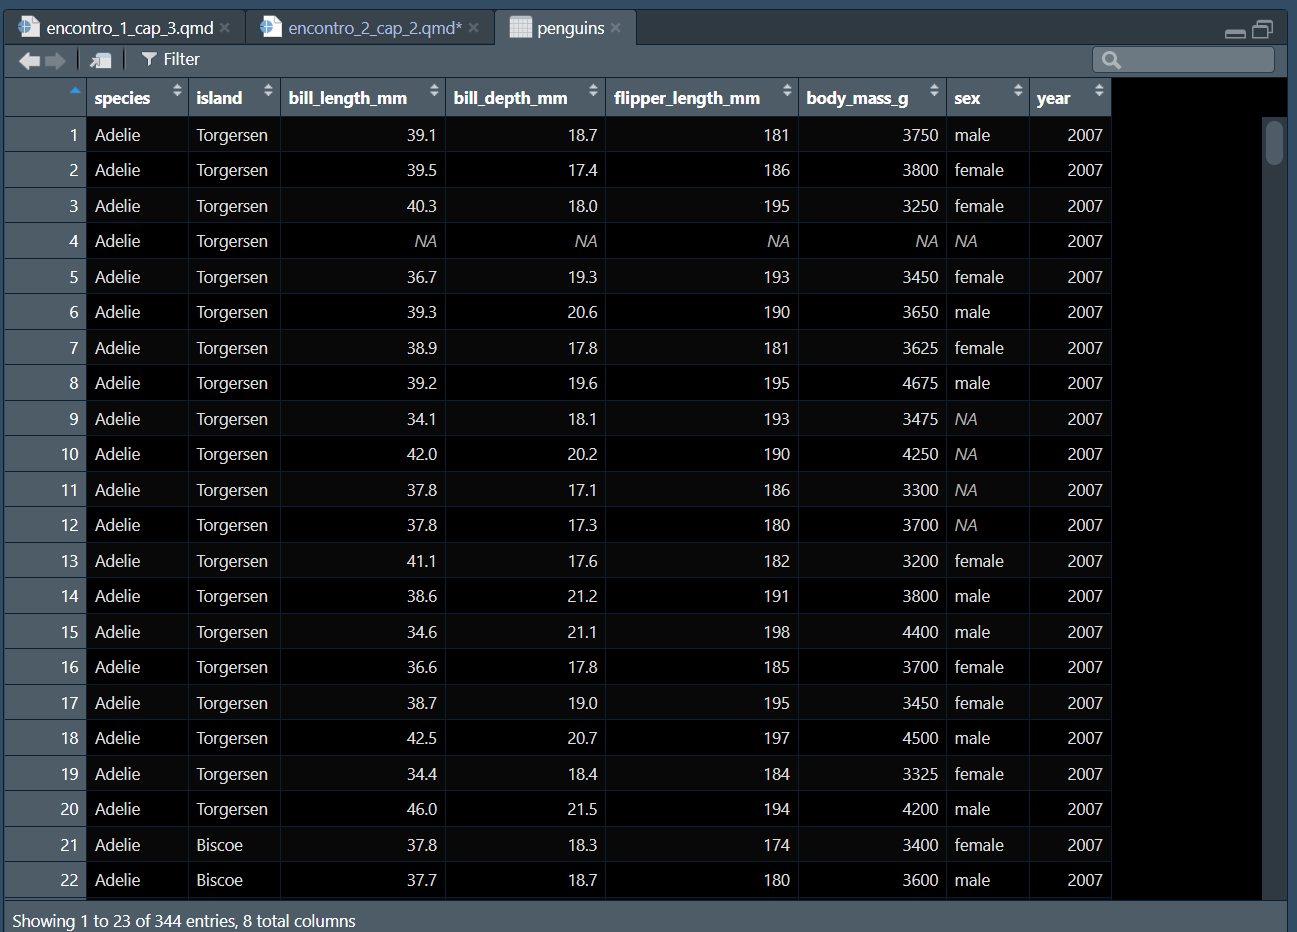 encontro_1_cap_3.qmd encontro_2_cap_2.qmd* penguins
Filter
species island bill_length_mm bill_depth_mm flipper_length_mm body_mass_g sex year
1 Adelie Torgersen 39.1 18.7 181 3750 male 2007
2 Adelie Torgersen 39.5 17.4 186 3800 female 2007
3 Adelie Torgersen 40.3 18.0 195 3250 female 2007
4 Adelie Torgersen NA NA NA NA NA 2007
5 Adelie Torgersen 36.7 19.3 193 3450 female 2007
6 Adelie Torgersen 39.3 20.6 190 3650 male 2007
7 Adelie Torgersen 38.9 17.8 181 3625 female 2007
8 Adelie Torgersen 39.2 19.6 195 4675 male 2007
9 Adelie Torgersen 34.1 18.1 193 3475 NA 2007
10 Adelie Torgersen 42.0 20.2 190 4250 NA 2007
11 Adelie Torgersen 37.8 17.1 186 3300 NA 2007
12 Adelie Torgersen 37.8 17.3 180 3700 NA 2007
13 Adelie Torgersen 41.1 17.6 182 3200 female 2007
14 Adelie Torgersen 38.6 21.2 191 3800 male 2007
15 Adelie Torgersen 34.6 21.1 198 4400 male 2007
16 Adelie Torgersen 36.6 17.8 185 3700 female 2007
17 Adelie Torgersen 38.7 19.0 195 3450 female 2007
18 Adelie Torgersen 42.5 20.7 197 4500 male 2007
19 Adelie Torgersen 34.4 18.4 184 3325 female 2007
20 Adelie Torgersen 46.0 21.5 194 4200 male 2007
21 Adelie Biscoe 37.8 18.3 174 3400 female 2007
22 Adelie Biscoe 37.7 18.7 180 3600 male 2007
Showing 1 to 23 of 344 entries, 8 total columns